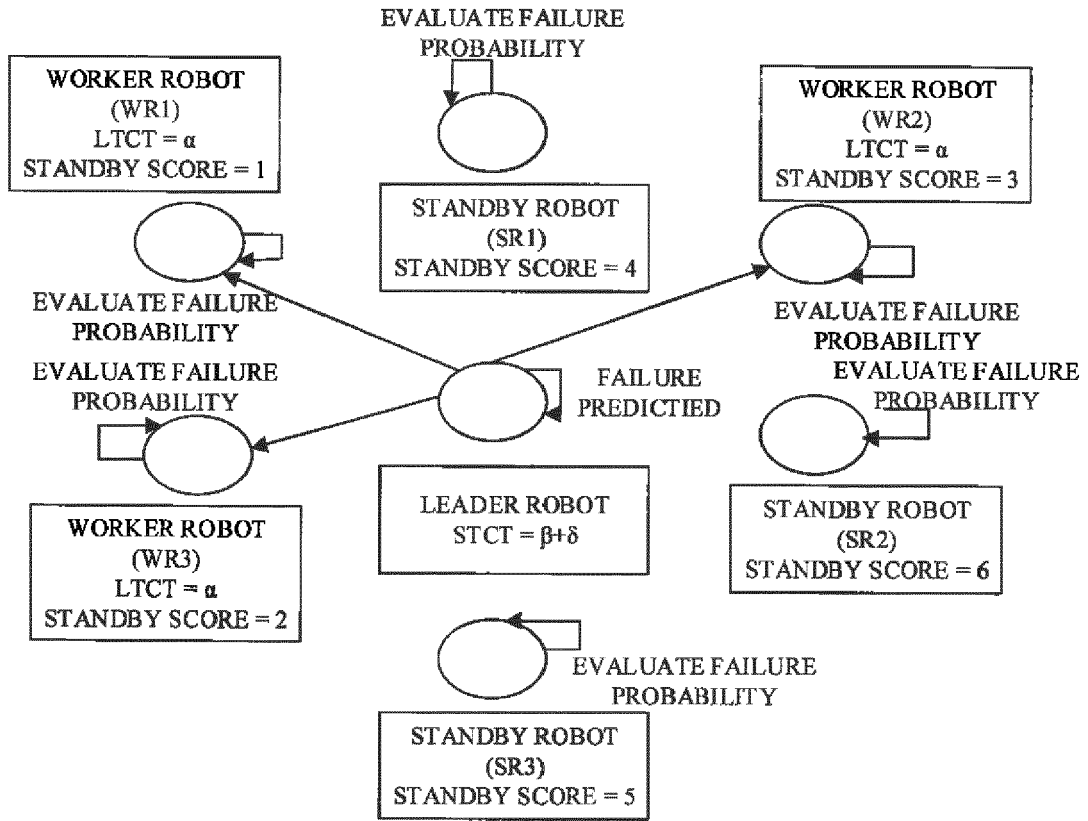 EVALUATE FAILURE
PROBABILITY
WORKER ROBOT
(WR1)
LTCT = α
STANDBY SCORE = 1
WORKER ROBOT
(WR2)
LTCT = α
STANDBY SCORE = 3
STANDBY ROBOT
(SR1)
STANDBY SCORE = 4
EVALUATE FAILURE
PROBABILITY
EVALUATE FAILURE
PROBABILITY
EVALUATE FAILURE
PROBABILITY
FAILURE
PREDICTIED
EVALUATE FAILURE
PROBABILITY
LEADER ROBOT
STCT = β+δ
WORKER ROBOT
(WR3)
LTCT = α
STANDBY SCORE = 2
STANDBY ROBOT
(SR2)
STANDBY SCORE = 6
EVALUATE FAILURE
PROBABILITY
STANDBY ROBOT
(SR3)
STANDBY SCORE = 5